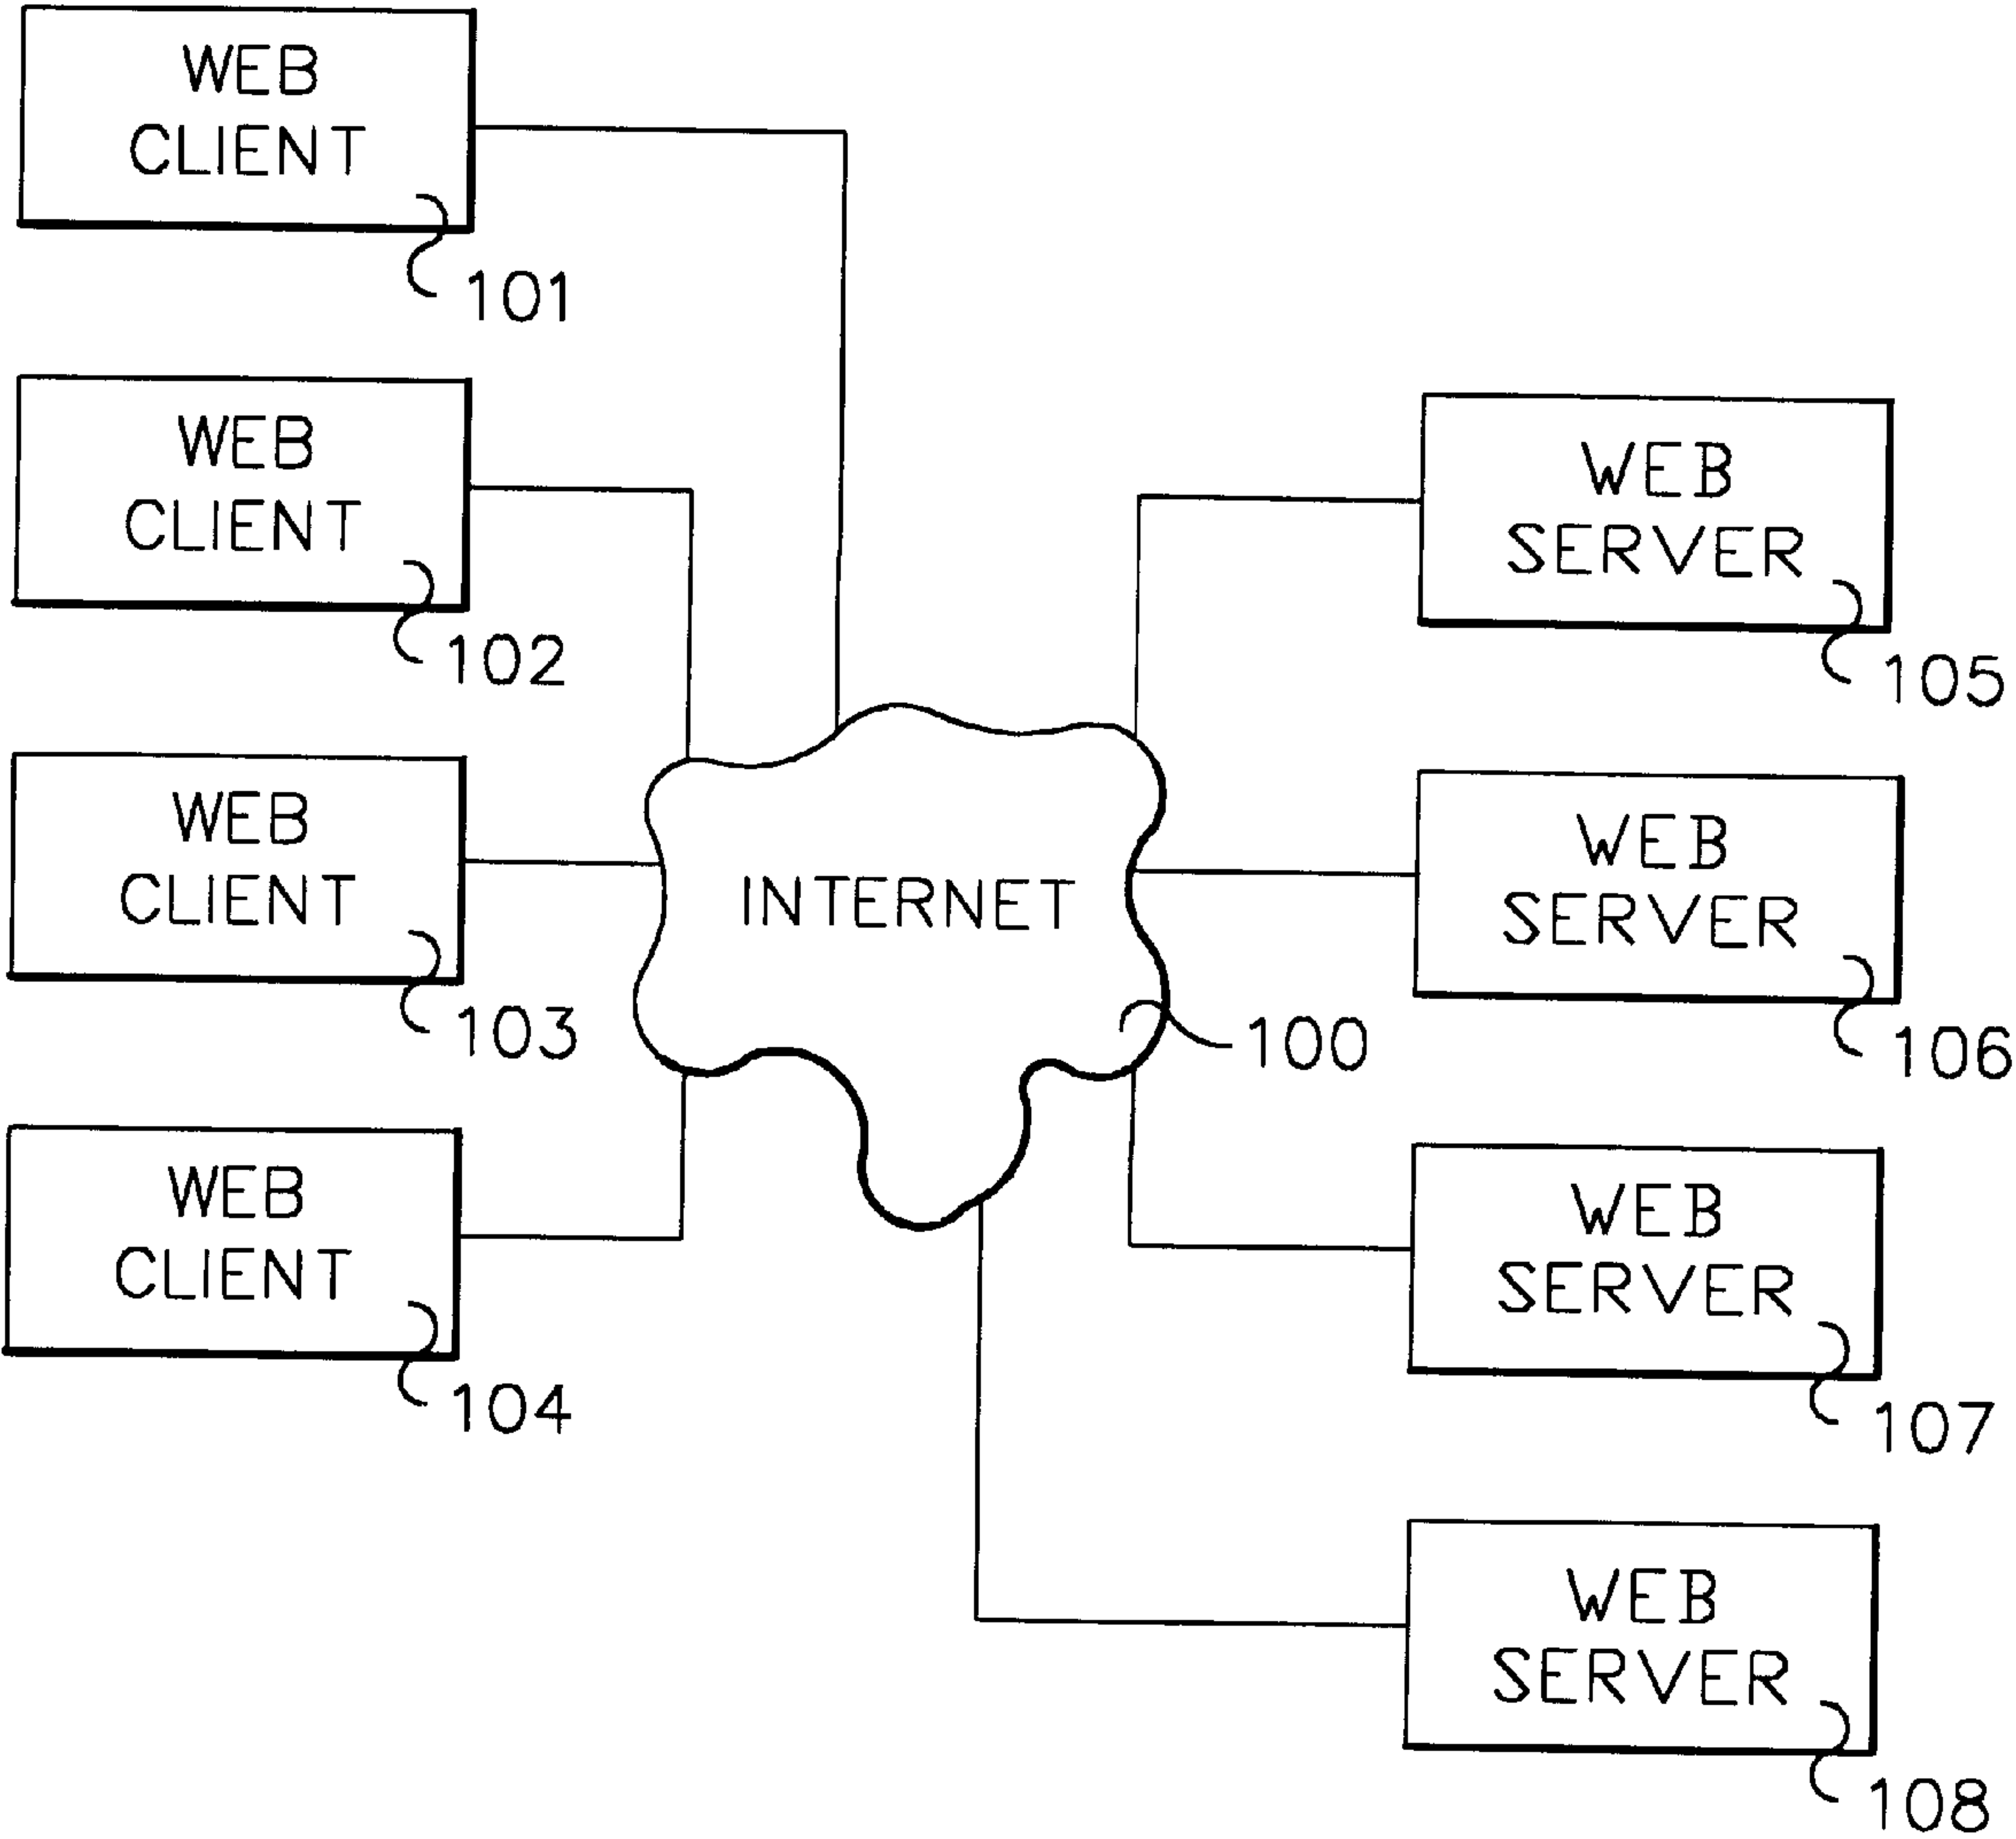 WEB
CLIENT
101
WEB
CLIENT
102
WEB
CLIENT
103
WEB
CLIENT
104
INTERNET
100
WEB
SERVER
105
WEB
SERVER
106
WEB
SERVER
107
WEB
SERVER
108